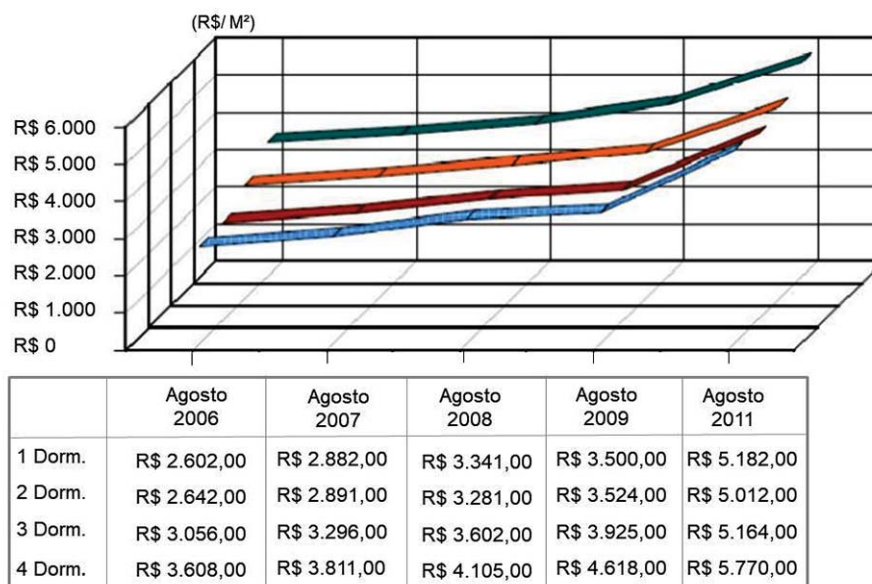 (R$/ M²)
R$ 6.000
R$ 5.000
R$ 4.000
R$ 3.000
R$ 2.000
R$ 1.000
R$ 0
Agosto 2006 Agosto 2007 Agosto 2008 Agosto 2009 Agosto 2011
1 Dorm. R$ 2.602,00 R$ 2.882,00 R$ 3.341,00 R$ 3.500,00 R$ 5.182,00
2 Dorm. R$ 2.642,00 R$ 2.891,00 R$ 3.281,00 R$ 3.524,00 R$ 5.012,00
3 Dorm. R$ 3.056,00 R$ 3.296,00 R$ 3.602,00 R$ 3.925,00 R$ 5.164,00
4 Dorm. R$ 3.608,00 R$ 3.811,00 R$ 4.105,00 R$ 4.618,00 R$ 5.770,00